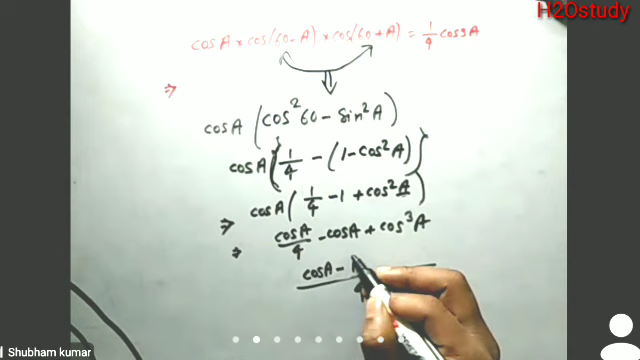 H2Ostudy
cosA × cos(60-A) × cos(60+A) = 1/4 cos3A
⇒
cosA (cos²60 - sin²A)
cosA { 1/4 - (1-cos²A) }
⇒ cosA ( 1/4 - 1 + cos²A )
⇒ cosA/4 - cosA + cos³A
cosA -
Shubham kumar